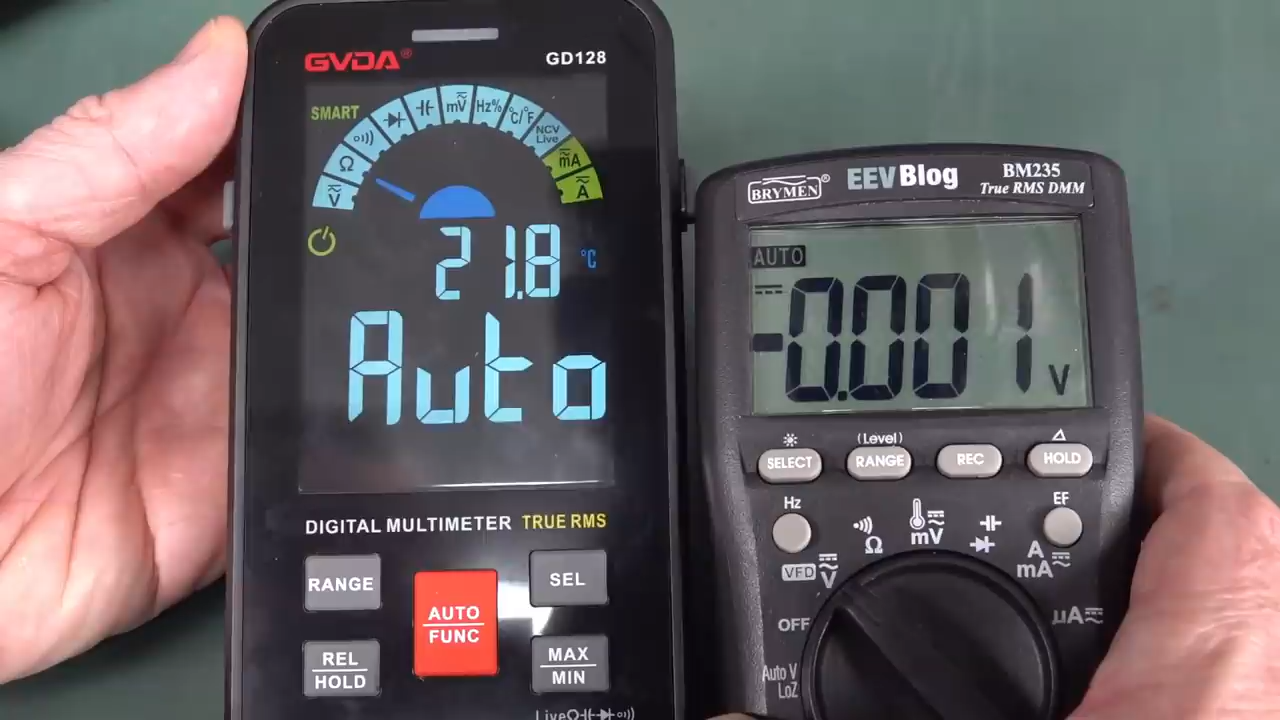 GVDA®
GD128
SMART
V
Ω
mV
Hz%
°C/°F
NCV
Live
mA
A
21.8 °C
Auto
DIGITAL MULTIMETER TRUE RMS
RANGE
SEL
AUTO
FUNC
REL
HOLD
MAX
MIN
Live Ω
BRYMEN®
EEVBlog
BM235
True RMS DMM
AUTO
-0.001 V
(Level)
Δ
SELECT
RANGE
REC
HOLD
Hz
EF
Ω
mV
A
mA
VFD V
OFF
µA
Auto V
LoZ